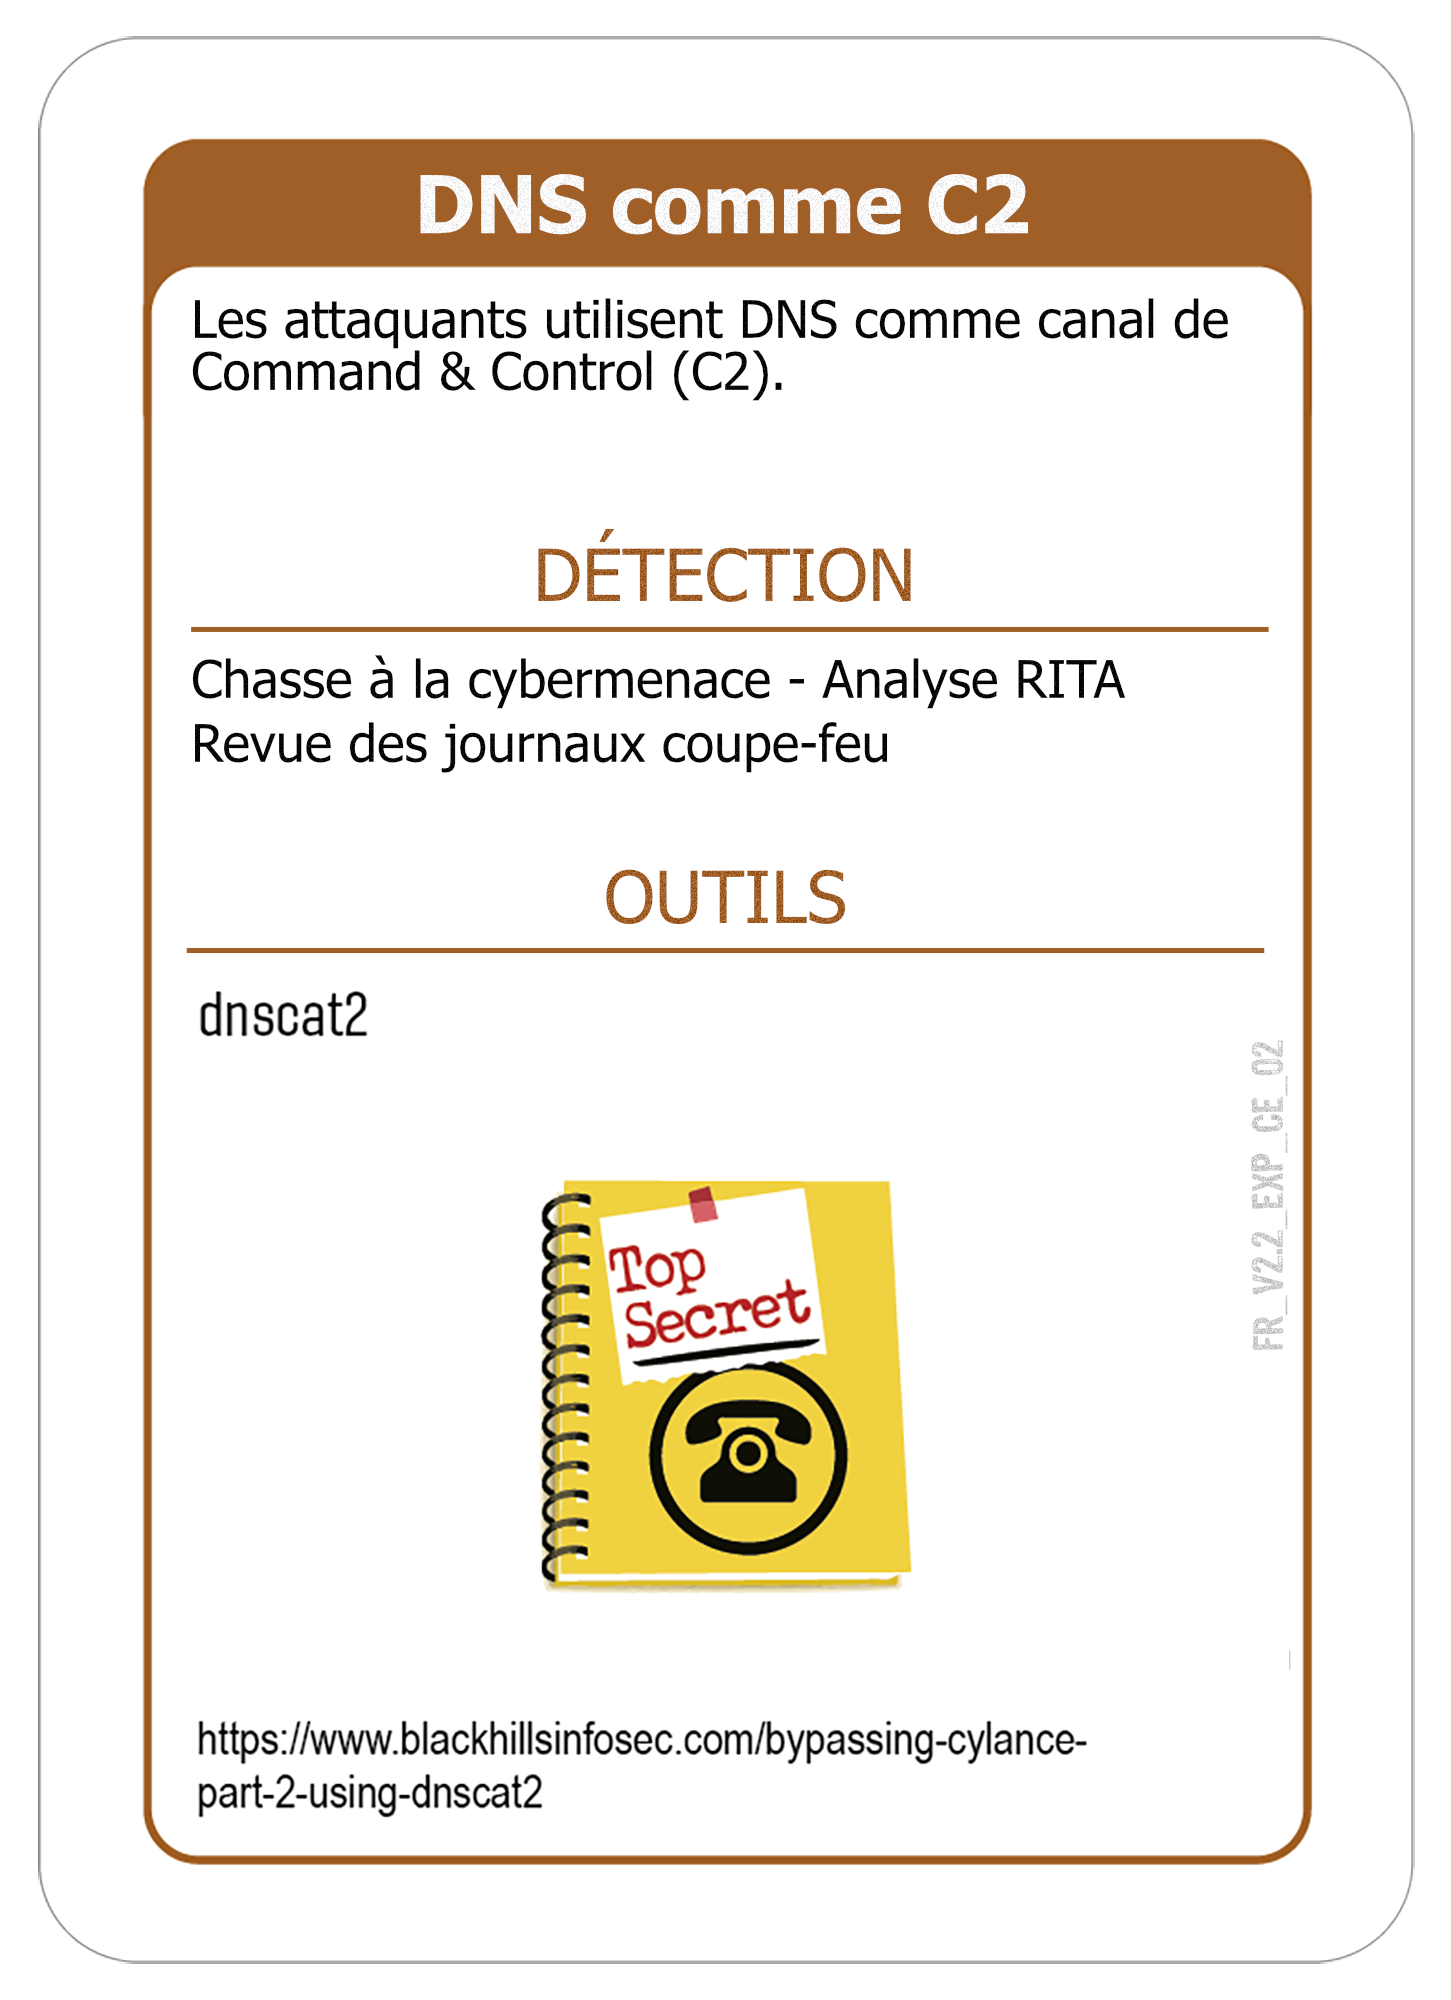 DNS comme C2
Les attaquants utilisent DNS comme canal de
Command & Control (C2).
DÉTECTION
Chasse à la cybermenace - Analyse RITA
Revue des journaux coupe-feu
OUTILS
dnscat2
FR_V2.2_EXP_CE_02
Top
Secret
https://www.blackhillsinfosec.com/bypassing-cylance-
part-2-using-dnscat2